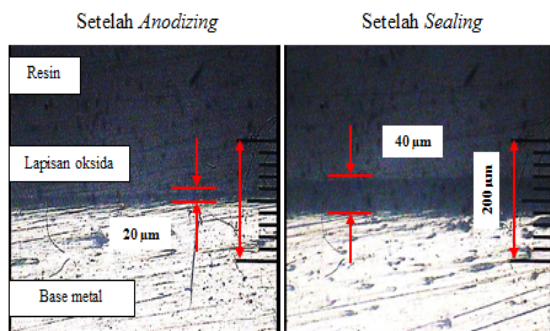 Setelah Anodizing
Setelah Sealing
Resin
Lapisan oksida
20 µm
Base metal
40 µm
200 µm